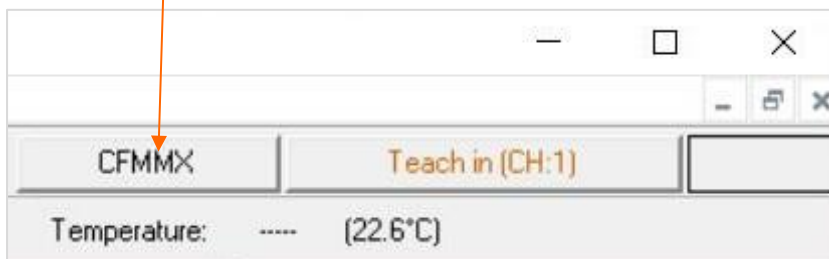 CFMMX Teach in (CH:1)
Temperature: ----- (22.6°C)